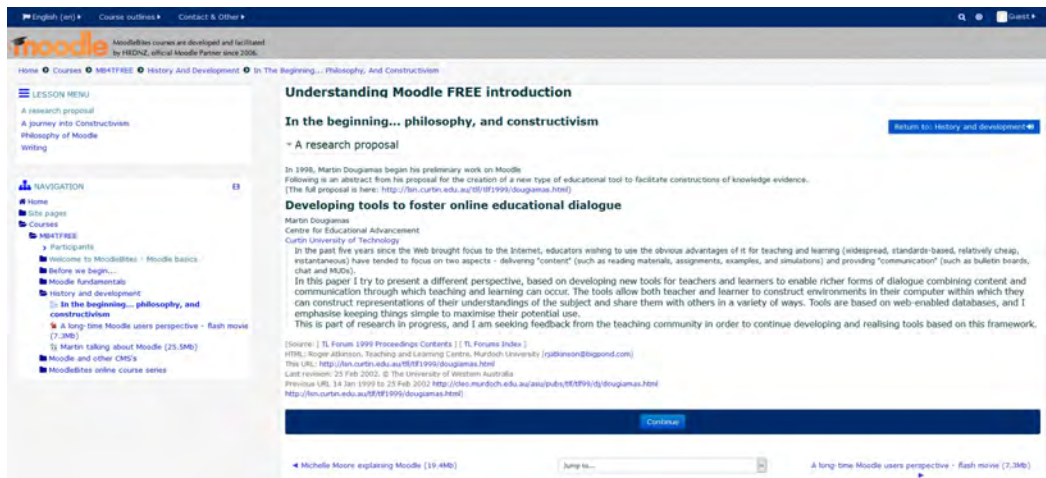 English (en)
Course outlines
Contact & Other
Guest
moodle
MoodleBites courses are developed and facilitated
by HRDNZ, official Moodle Partner since 2006.
Home
Courses
MB4TFREE
History And Development
In The Beginning... Philosophy, And Constructivism
LESSON MENU
A research proposal
A journey into Constructivism
Philosophy of Moodle
Writing
NAVIGATION
Home
Site pages
Courses
MB4TFREE
Participants
Welcome to MoodleBites - Moodle basics
Before we begin....
Moodle fundamentals
History and development
In the beginning... philosophy, and
constructivism
A long-time Moodle users perspective - flash movie
(7.3Mb)
Martin talking about Moodle (25.5Mb)
Moodle and other CMS's
MoodleBites online course series
Understanding Moodle FREE introduction
In the beginning... philosophy, and constructivism
Return to: History and development
A research proposal
In 1998, Martin Dougiamas began his preliminary work on Moodle
Following is an abstract from his proposal for the creation of a new type of educational tool to facilitate constructions of knowledge evidence.
(The full proposal is here: http://lsn.curtin.edu.au/tlf/tlf1999/dougiamas.html)
Developing tools to foster online educational dialogue
Martin Dougiamas
Centre for Educational Advancement
Curtin University of Technology
In the past five years since the Web brought focus to the Internet, educators wishing to use the obvious advantages of it for teaching and learning (widespread, standards-based, relatively cheap,
instantaneous) have tended to focus on two aspects - delivering "content" (such as reading materials, assignments, examples, and simulations) and providing "communication" (such as bulletin boards,
chat and MUDs).
In this paper I try to present a different perspective, based on developing new tools for teachers and learners to enable richer forms of dialogue combining content and
communication through which teaching and learning can occur. The tools allow both teacher and learner to construct environments in their computer within which they
can construct representations of their understandings of the subject and share them with others in a variety of ways. Tools are based on web-enabled databases, and I
emphasise keeping things simple to maximise their potential use.
This is part of research in progress, and I am seeking feedback from the teaching community in order to continue developing and realising tools based on this framework.
[Source: [ TL Forum 1999 Proceedings Contents ] [ TL Forums Index ]
HTML: Roger Atkinson, Teaching and Learning Centre, Murdoch University [rjatkinson@bigpond.com]
This URL: http://lsn.curtin.edu.au/tlf/tlf1999/dougiamas.html
Last revision: 25 Feb 2002. © The University of Western Australia
Previous URL 14 Jan 1999 to 25 Feb 2002 http://cleo.murdoch.edu.au/asu/pubs/tlf/tlf99/dj/dougiamas.html
http://lsn.curtin.edu.au/tlf/tlf1999/dougiamas.html]
Continue
Michelle Moore explaining Moodle (19.4Mb)
Jump to...
A long-time Moodle users perspective - flash movie (7.3Mb)